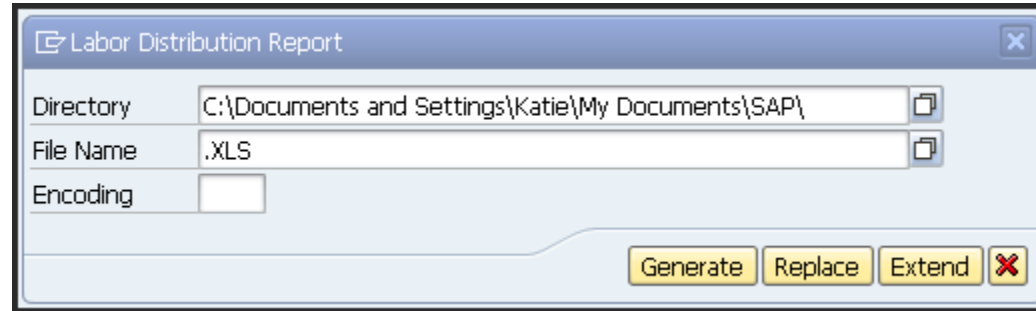 Labor Distribution Report
Directory C:\Documents and Settings\Katie\My Documents\SAP\
File Name .XLS
Encoding
Generate Replace Extend